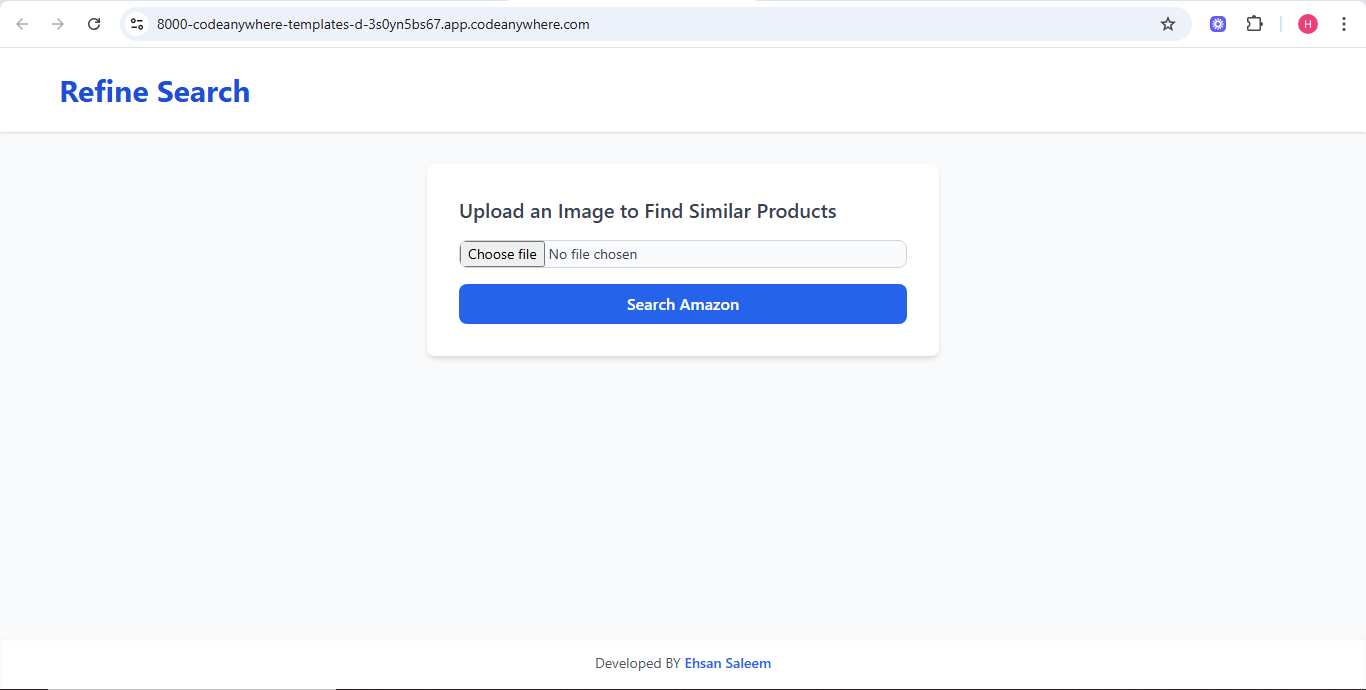 8000-codeanywhere-templates-d-3s0yn5bs67.app.codeanywhere.com
H
Refine Search
Upload an Image to Find Similar Products
Choose file No file chosen
Search Amazon
Developed BY Ehsan Saleem